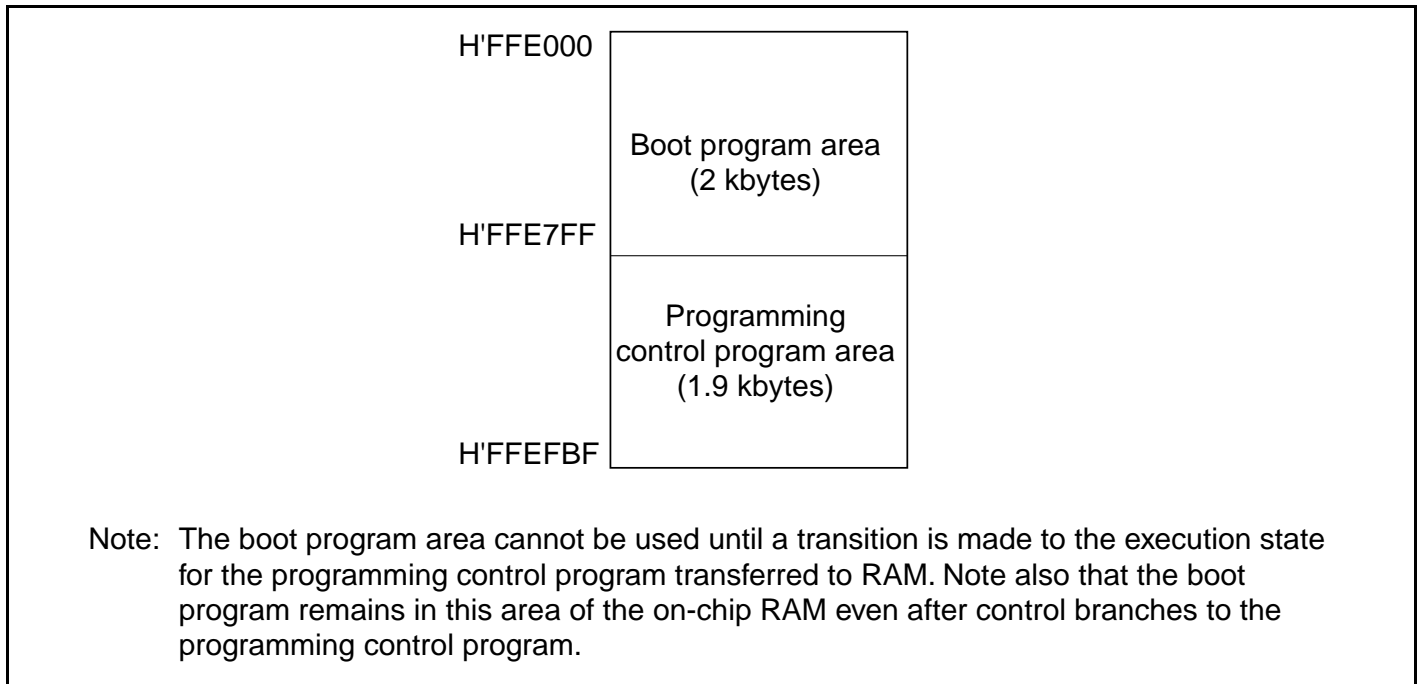 H'FFE000
Boot program area
(2 kbytes)
H'FFE7FF
Programming
control program area
(1.9 kbytes)
H'FFEFBF
Note: The boot program area cannot be used until a transition is made to the execution state
for the programming control program transferred to RAM. Note also that the boot
program remains in this area of the on-chip RAM even after control branches to the
programming control program.